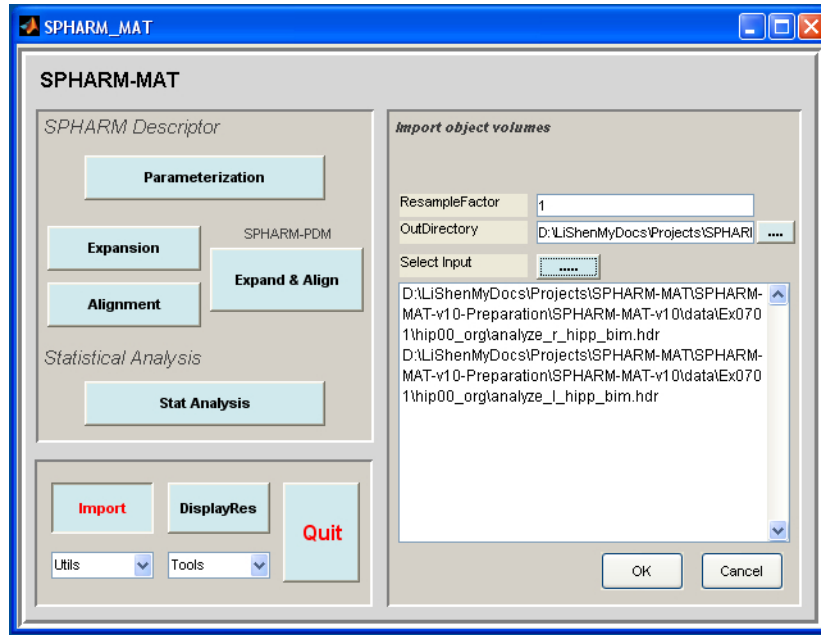 SPHARM_MAT
SPHARM-MAT
SPHARM Descriptor
Parameterization
Expansion
SPHARM-PDM
Expand & Align
Alignment
Statistical Analysis
Stat Analysis
Import
DisplayRes
Quit
Utils
Tools
Import object volumes
ResampleFactor
1
OutDirectory
D:\LiShenMyDocs\Projects\SPHARI
....
Select Input
.....
D:\LiShenMyDocs\Projects\SPHARM-MAT\SPHARM-
MAT-v10-Preparation\SPHARM-MAT-v10\data\Ex070
1\hip00_org\analyze_r_hipp_bim.hdr
D:\LiShenMyDocs\Projects\SPHARM-MAT\SPHARM-
MAT-v10-Preparation\SPHARM-MAT-v10\data\Ex070
1\hip00_org\analyze_l_hipp_bim.hdr
OK
Cancel